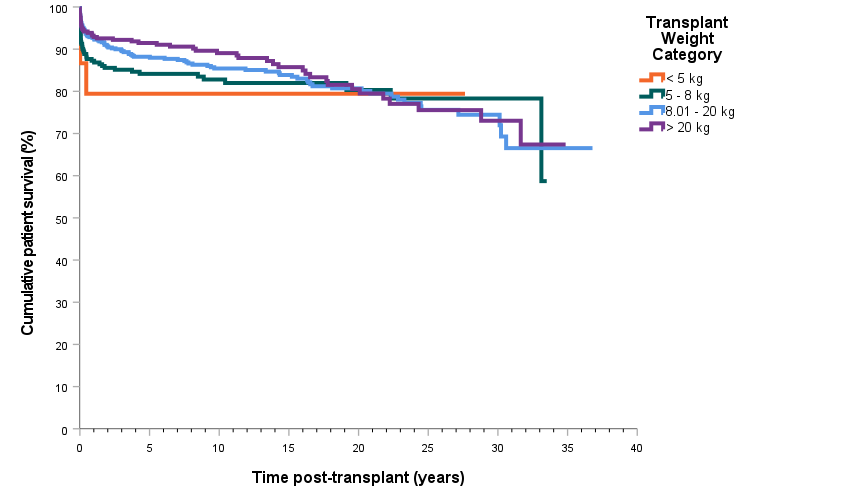 Transplant
Weight
Category
< 5 kg
5 - 8 kg
8.01 - 20 kg
> 20 kg
Cumulative patient survival (%)
100
90
80
70
60
50
40
30
20
10
0
0 5 10 15 20 25 30 35 40
Time post-transplant (years)